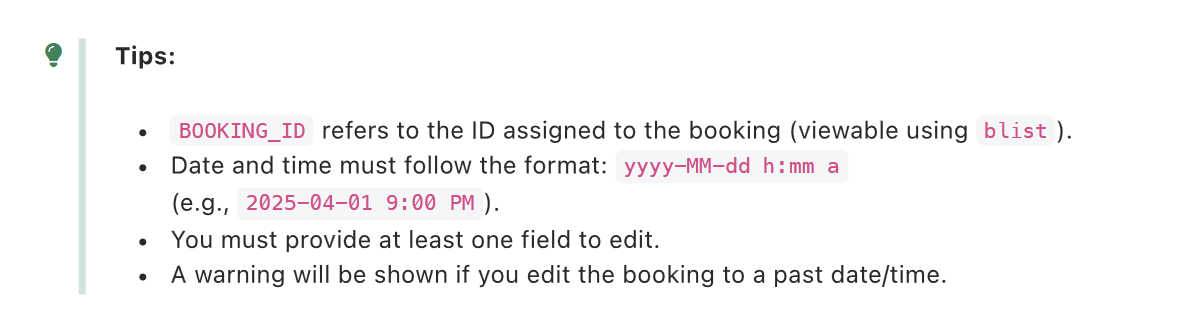 Tips:
• BOOKING_ID refers to the ID assigned to the booking (viewable using blist).
• Date and time must follow the format: yyyy-MM-dd h:mm a
(e.g., 2025-04-01 9:00 PM).
• You must provide at least one field to edit.
• A warning will be shown if you edit the booking to a past date/time.